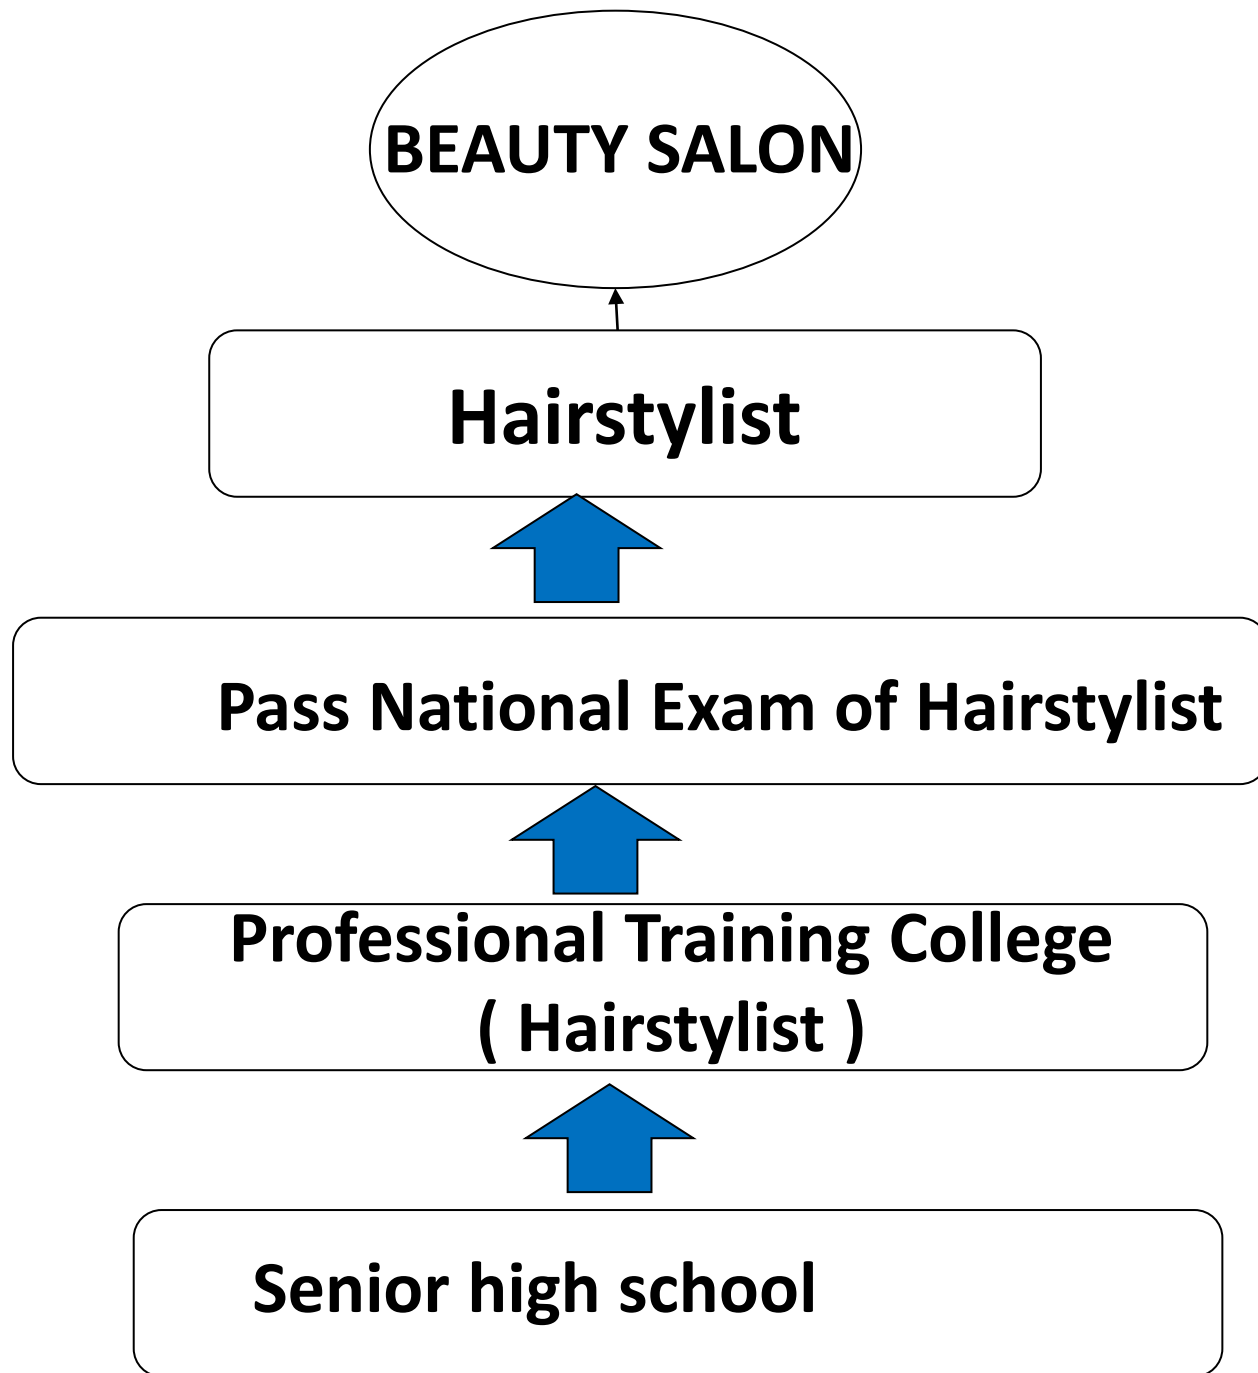 BEAUTY SALON
Hairstylist
Pass National Exam of Hairstylist
Professional Training College
( Hairstylist )
Senior high school